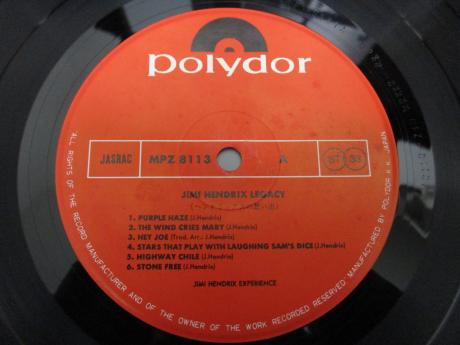 polydor
JASRAC MPZ 8113 A ST 33
JIMI HENDRIX LEGACY
1. PURPLE HAZE (J.Hendrix)
2. THE WIND CRIES MARY (J.Hendrix)
3. HEY JOE (Trad. Arr.: J.Hendrix)
4. STARS THAT PLAY WITH LAUGHING SAM'S DICE (J.Hendrix)
5. HIGHWAY CHILE (J.Hendrix)
6. STONE FREE (J.Hendrix)
JIMI HENDRIX EXPERIENCE
ALL RIGHTS OF THE RECORD MANUFACTURER AND OF THE OWNER OF THE WORK RECORDED RESERVED·MANUFACTURED BY POLYDOR K.K. JAPAN